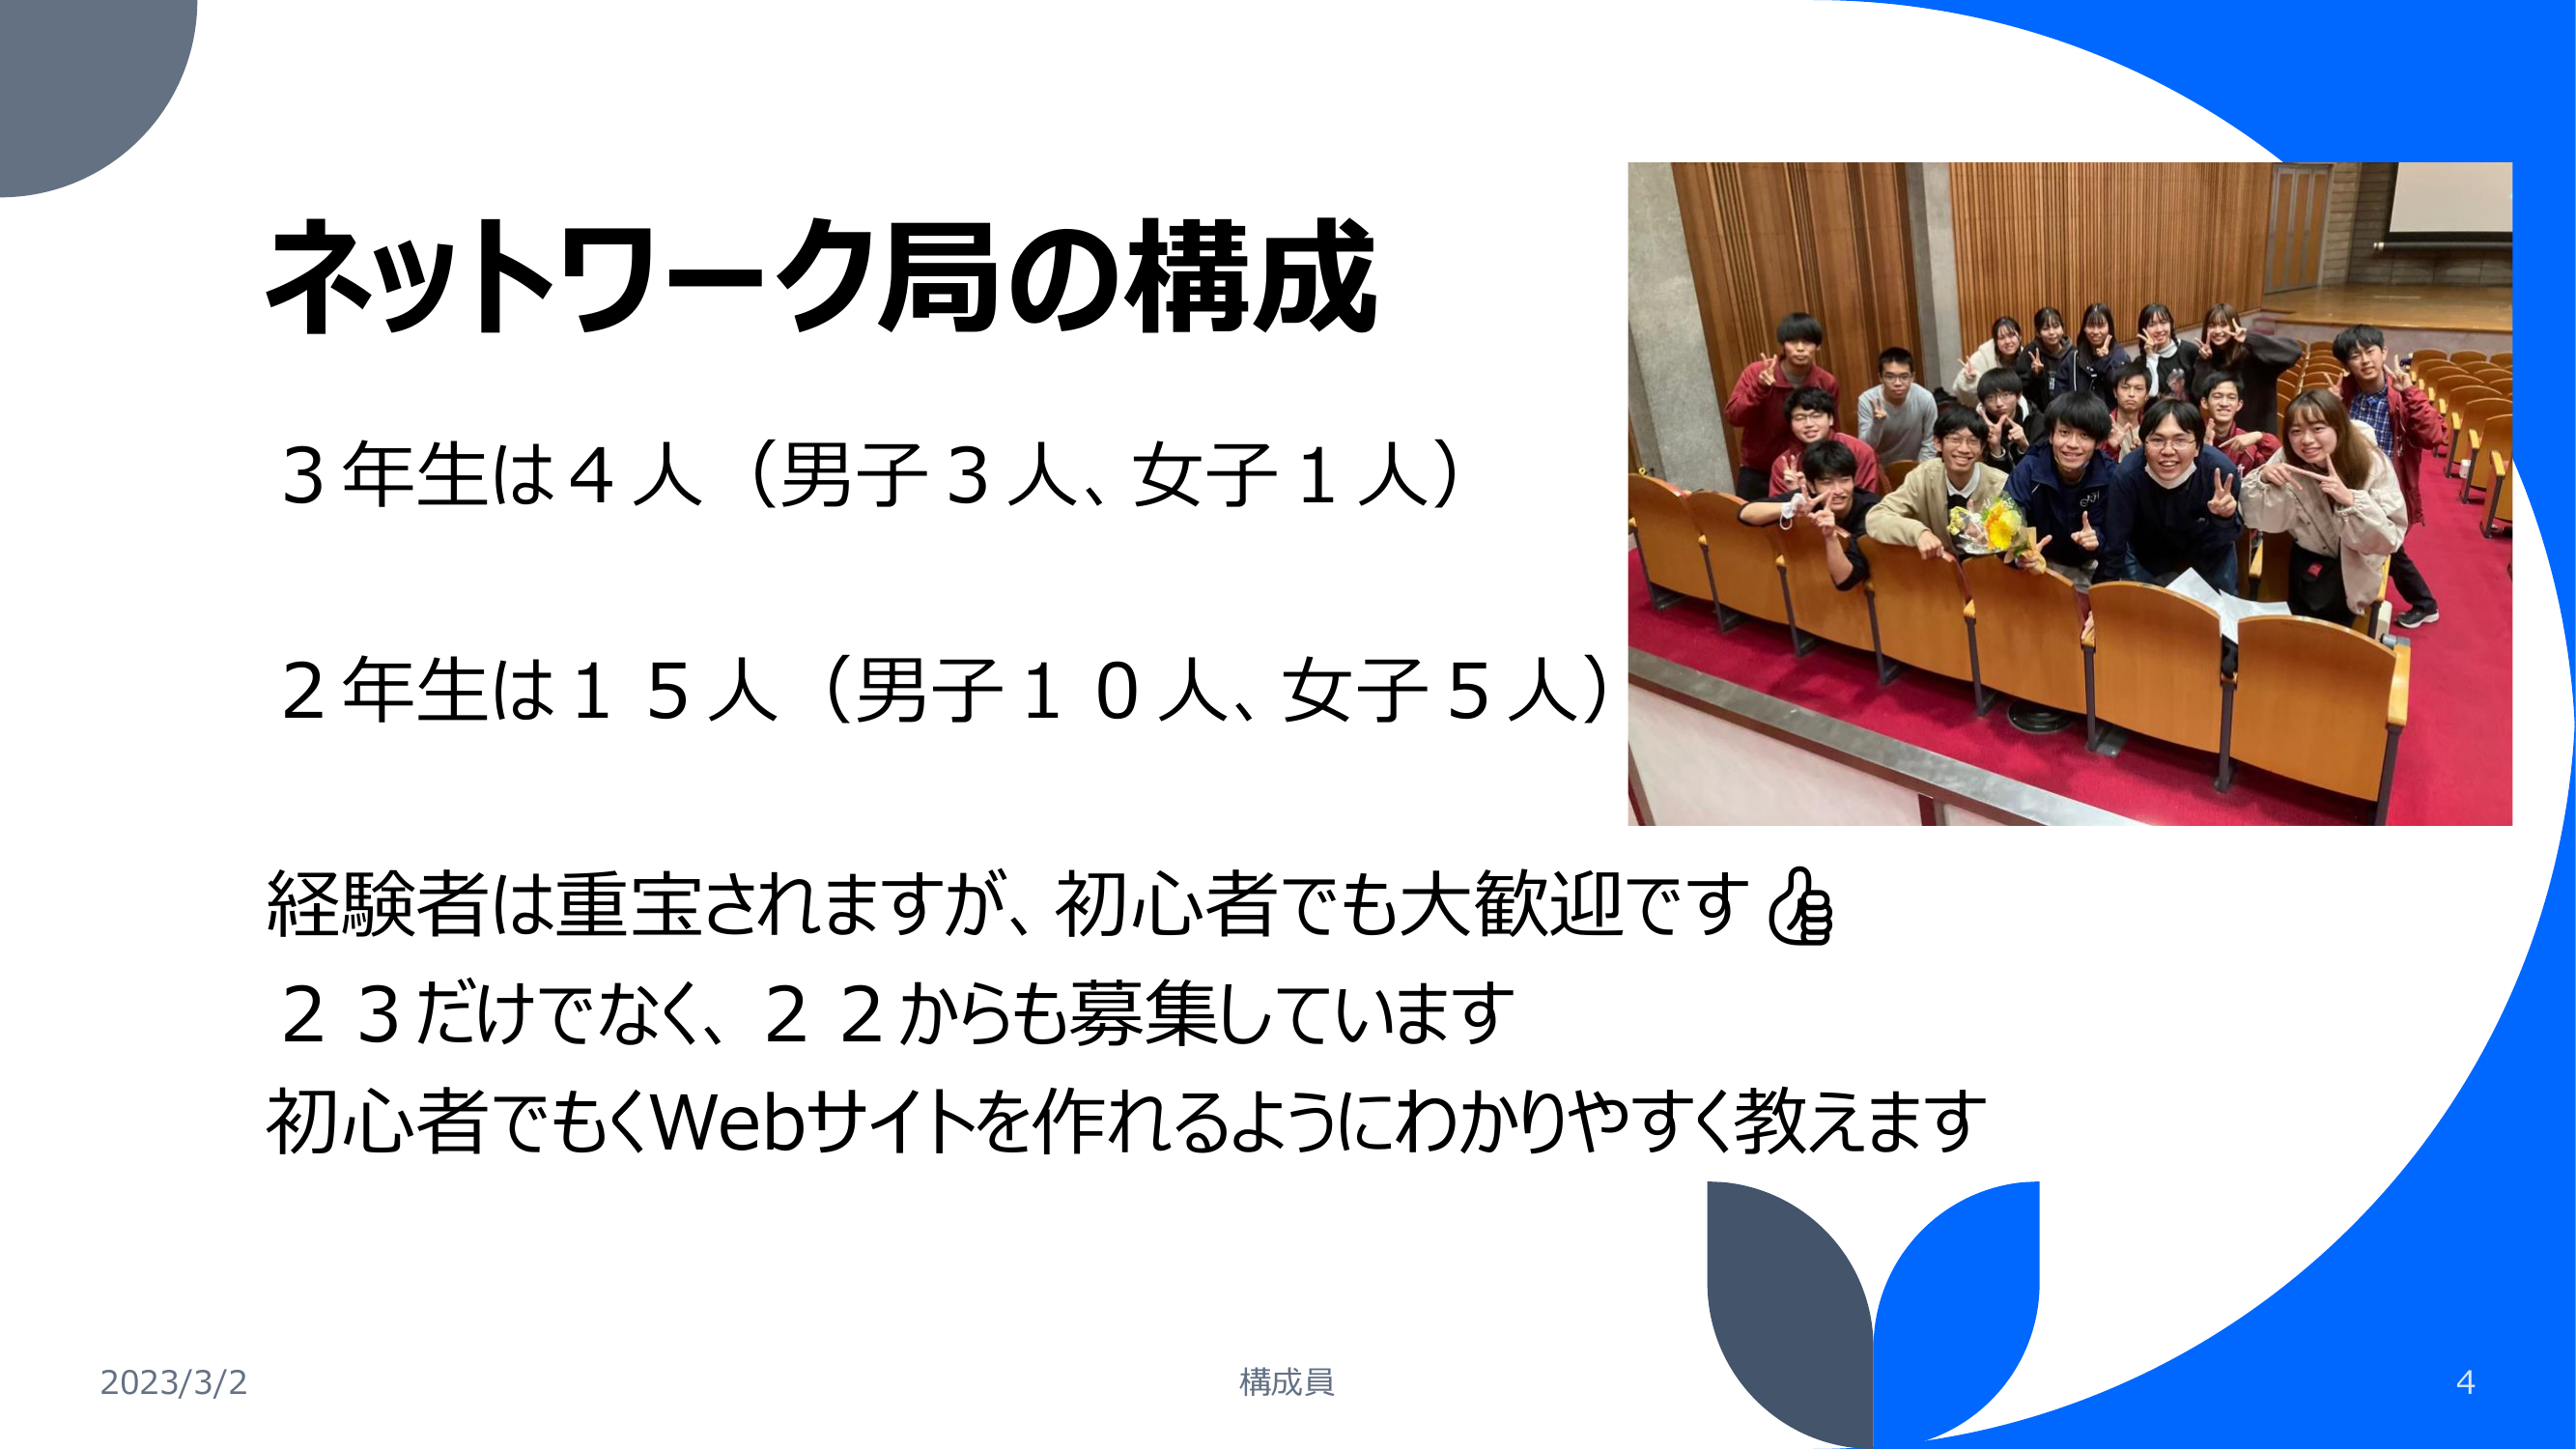 ネットワーク局の構成
３年生は４人（男子３人、女子１人）
２年生は１５人（男子１０人、女子５人）
経験者は重宝されますが、初心者でも大歓迎です👍
２３だけでなく、２２からも募集しています
初心者でもくWebサイトを作れるようにわかりやすく教えます
2023/3/2
構成員
4